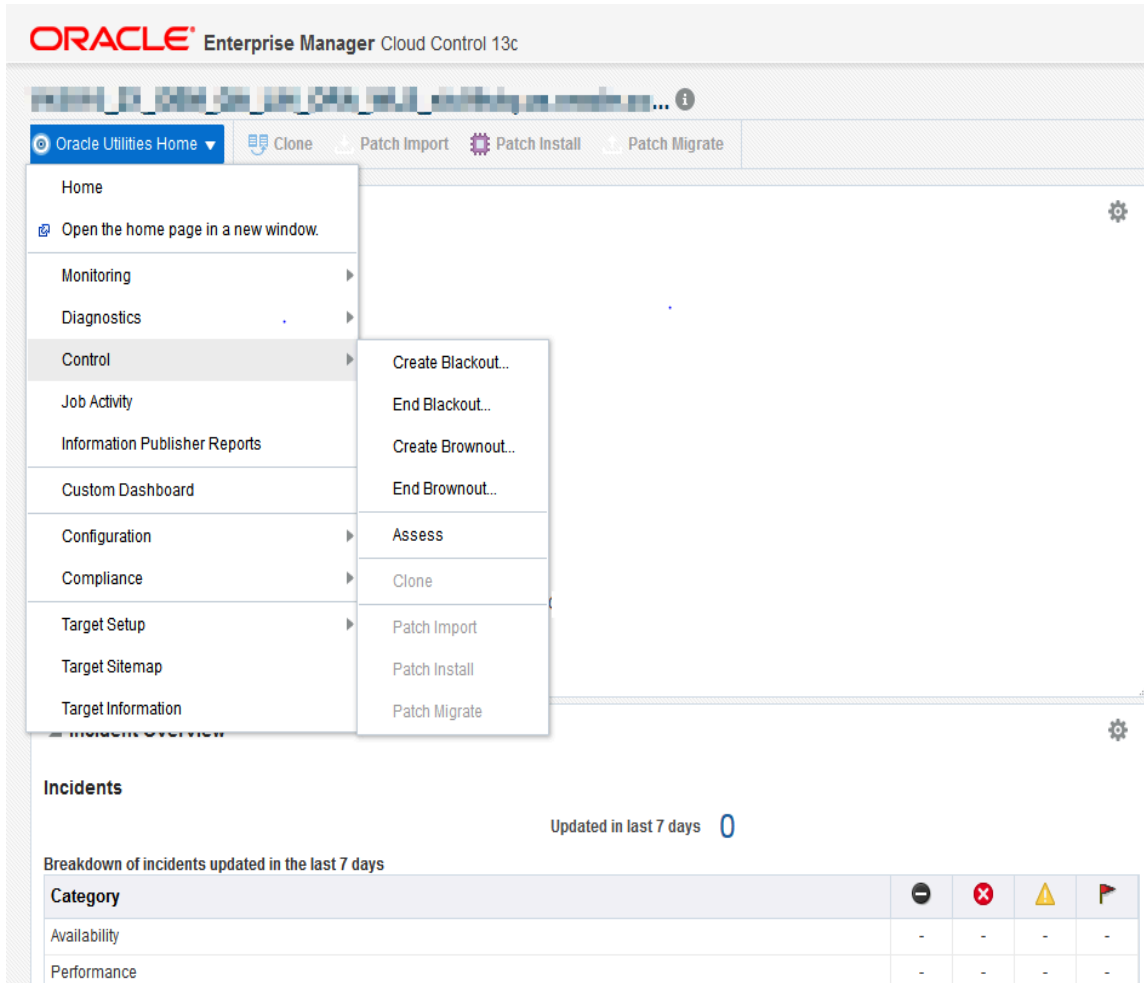 ORACLE® Enterprise Manager Cloud Control 13c
Oracle Utilities Home Clone Patch Import Patch Install Patch Migrate
Home
Open the home page in a new window.
Monitoring
Diagnostics
Control
Job Activity
Information Publisher Reports
Custom Dashboard
Configuration
Compliance
Target Setup
Target Sitemap
Target Information
Create Blackout...
End Blackout...
Create Brownout...
End Brownout...
Assess
Clone
Patch Import
Patch Install
Patch Migrate
Incident Overview
Incidents
Updated in last 7 days 0
Breakdown of incidents updated in the last 7 days
Category
Availability - - - -
Performance - - - -